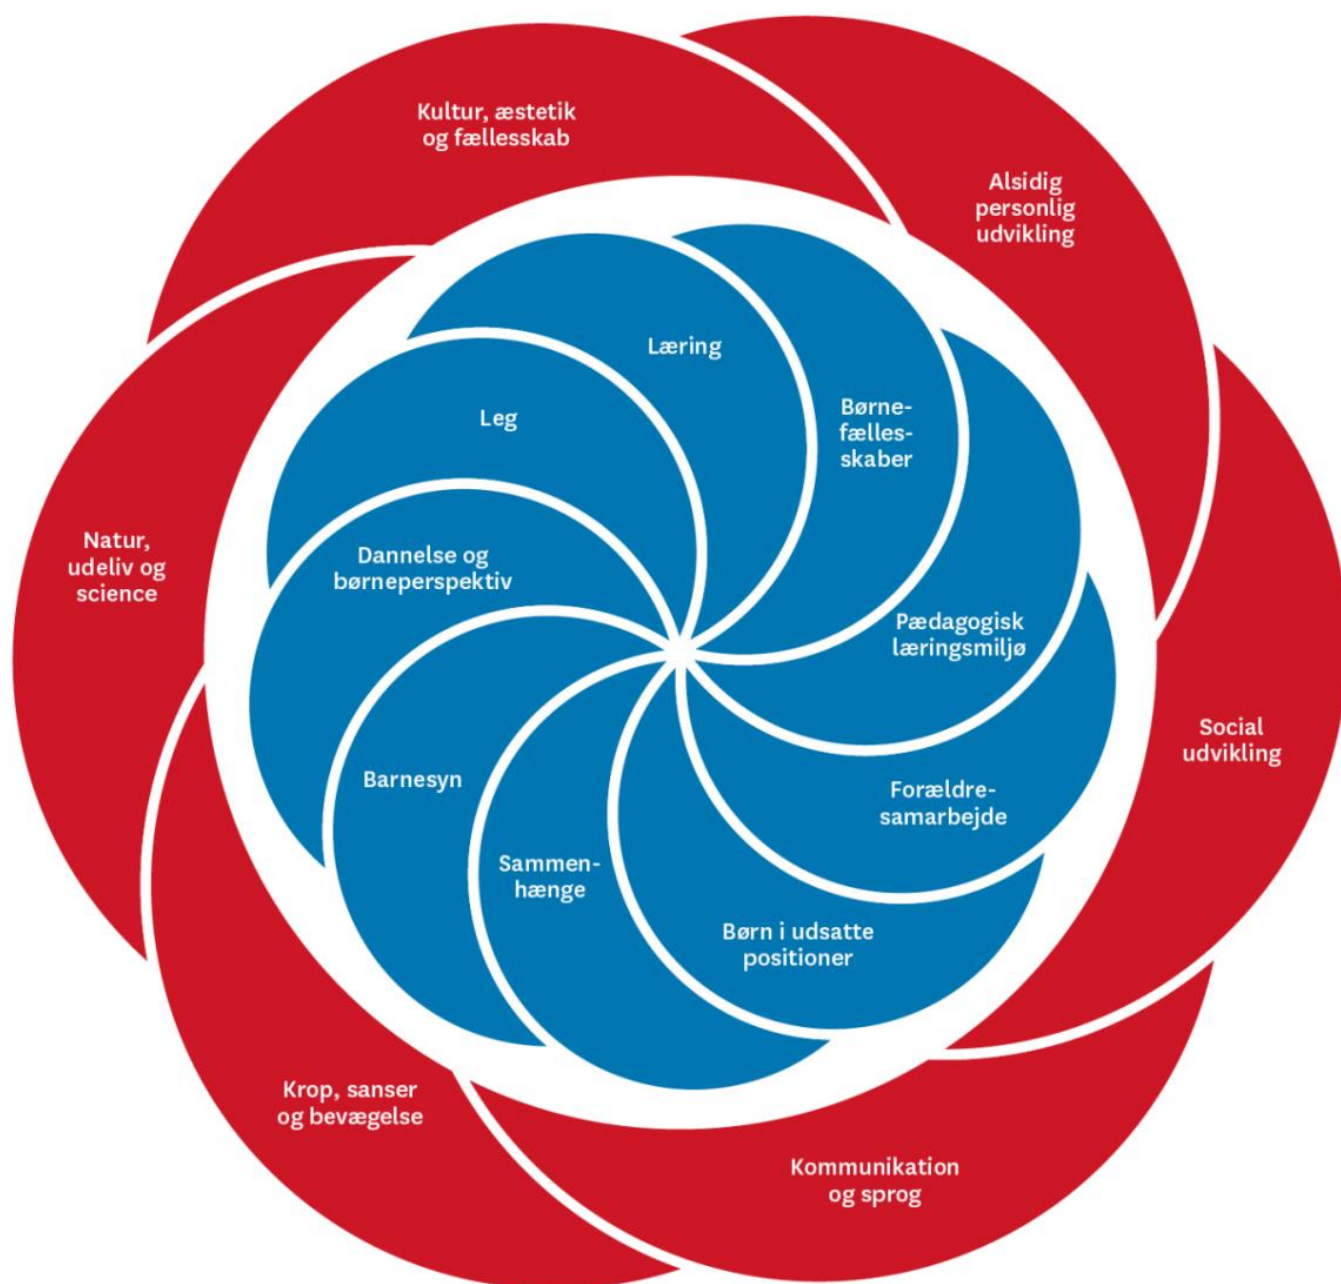 Kultur, æstetik
og fællesskab
Alsidig
personlig
udvikling
Social
udvikling
Kommunikation
og sprog
Krop, sanser
og bevægelse
Natur,
udeliv og
science
Læring
Børne-
fælles-
skaber
Pædagogisk
læringsmiljø
Forældre-
samarbejde
Børn i udsatte
positioner
Sammen-
hænge
Barnesyn
Dannelse og
børneperspektiv
Leg